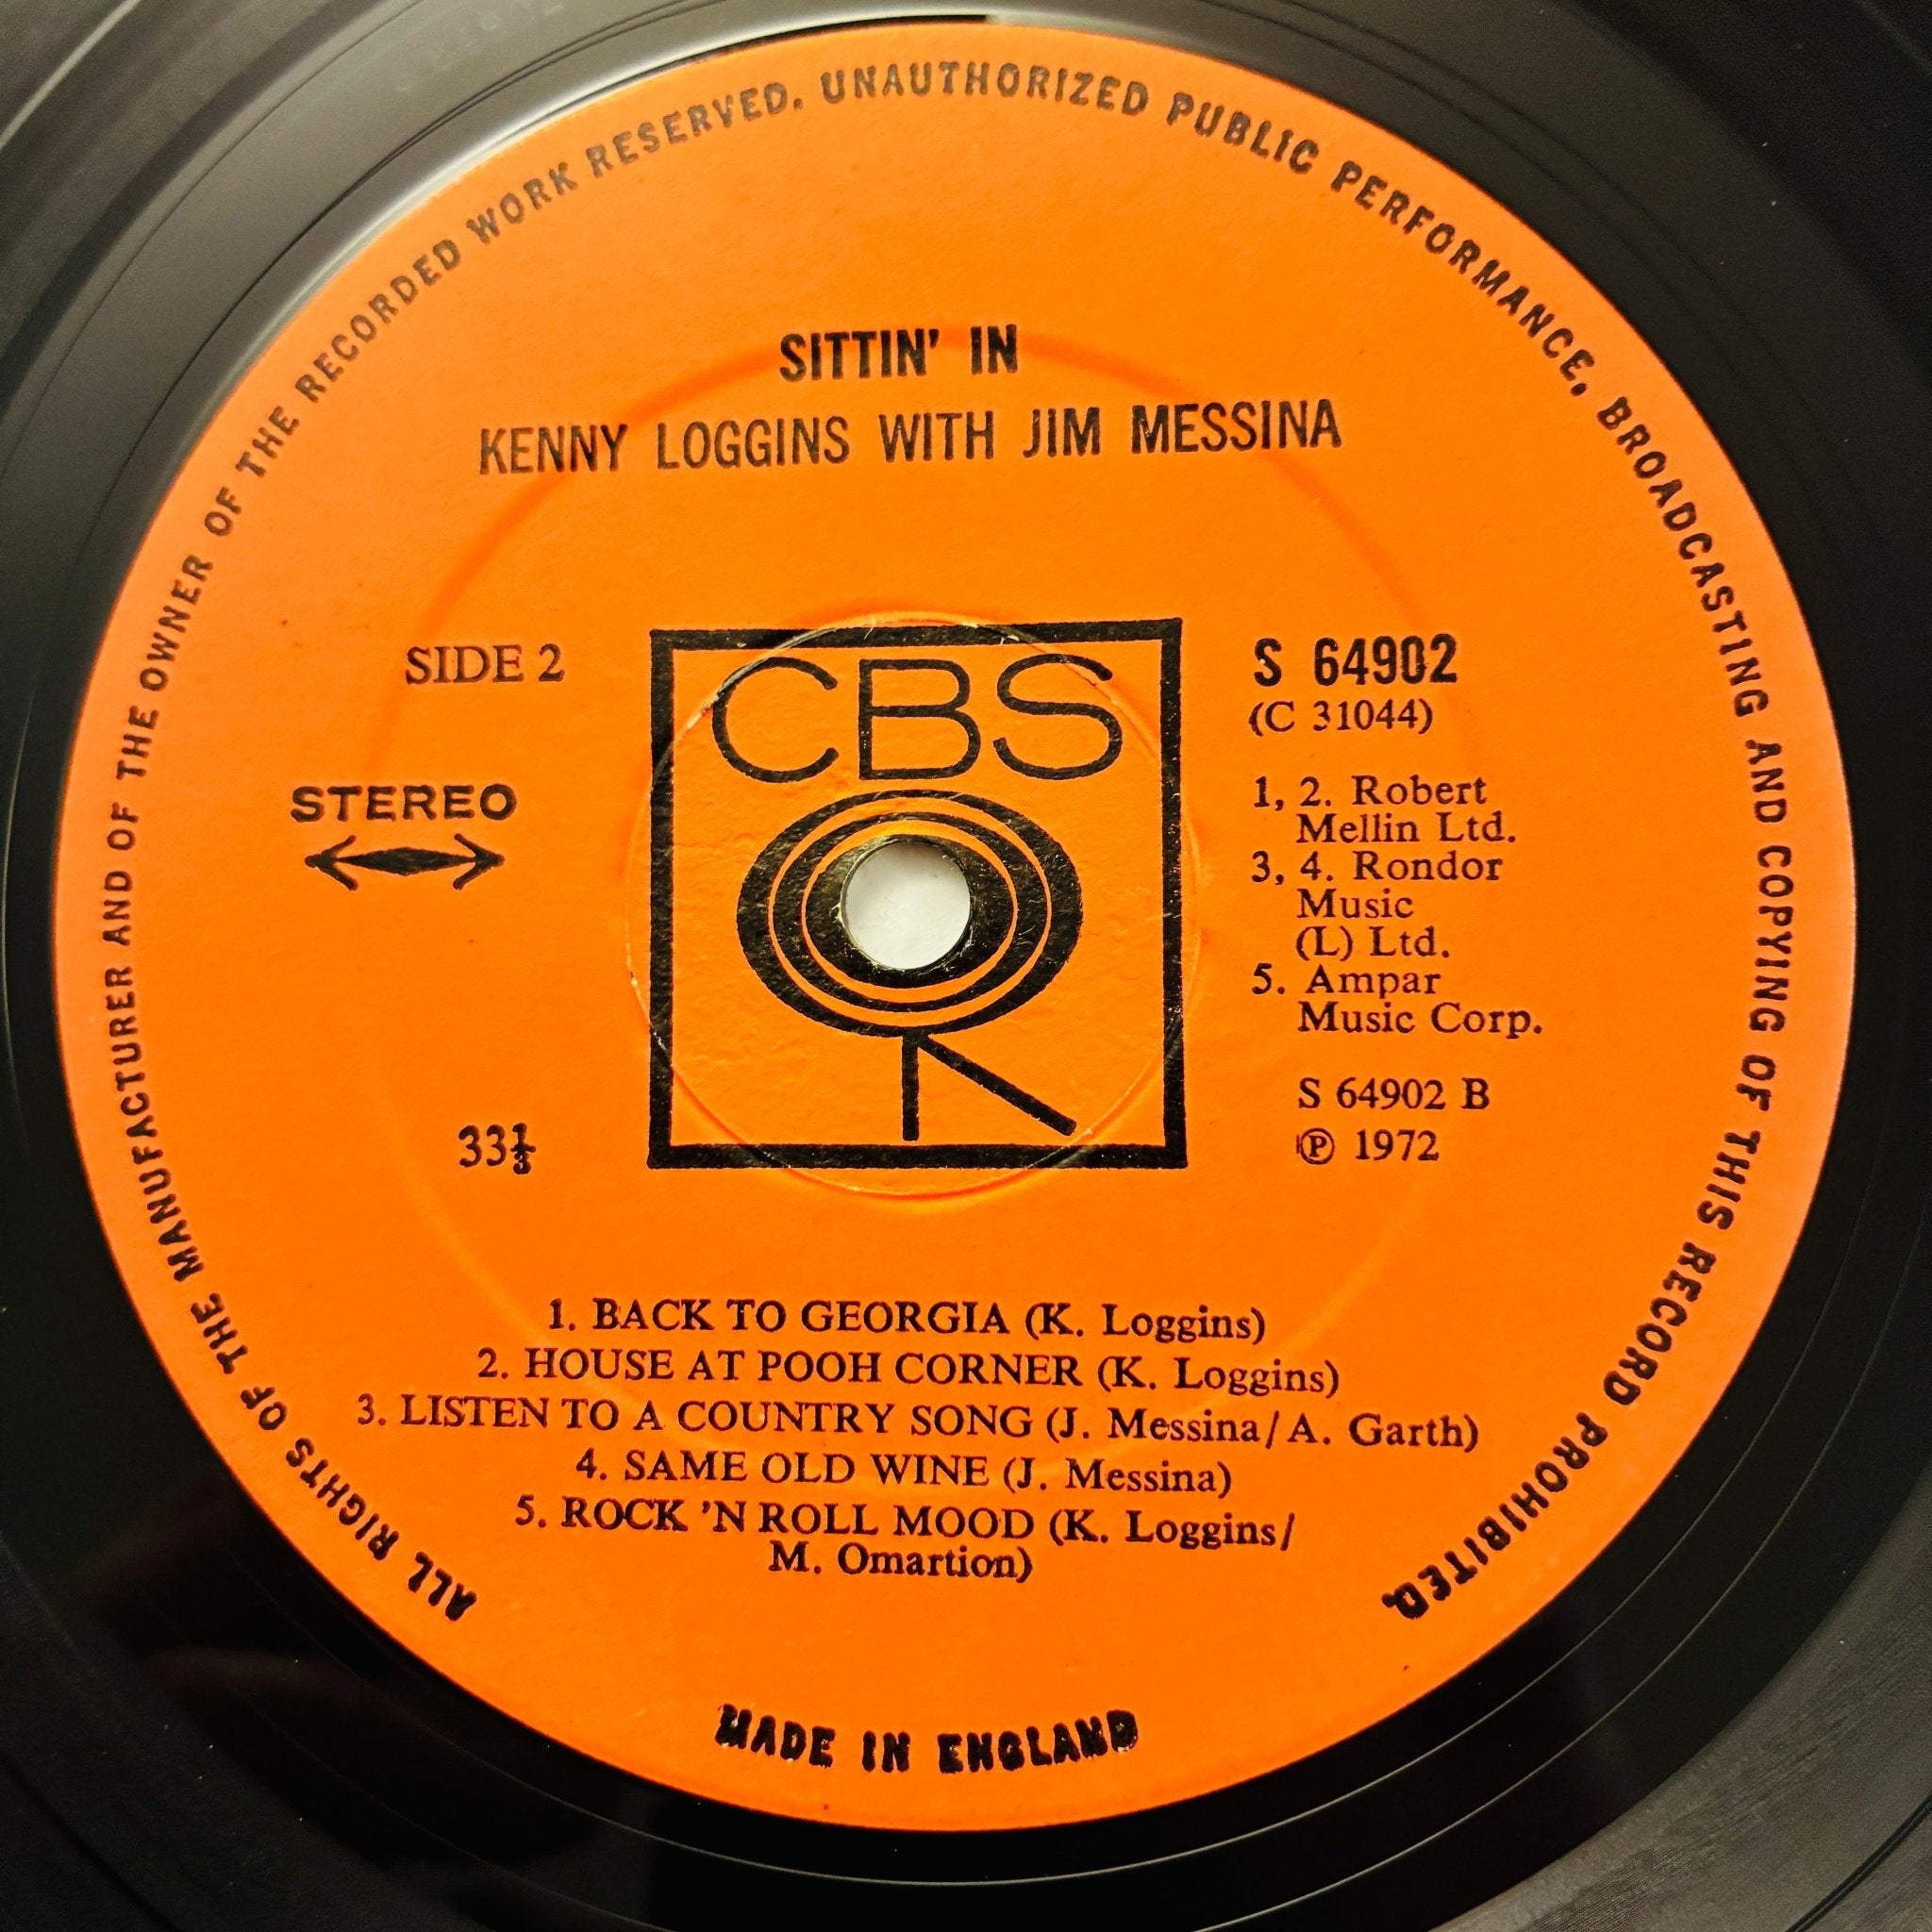 ALL RIGHTS OF THE MANUFACTURER AND OF THE OWNER OF THE RECORDED WORK RESERVED. UNAUTHORIZED PUBLIC PERFORMANCE, BROADCASTING AND COPYING OF THIS RECORD PROHIBITED.
SITTIN' IN
KENNY LOGGINS WITH JIM MESSINA
SIDE 2
STEREO
33⅓
CBS
S 64902
(C 31044)
1, 2. Robert
Mellin Ltd.
3, 4. Rondor
Music
(L) Ltd.
5. Ampar
Music Corp.
S 64902 B
℗ 1972
1. BACK TO GEORGIA (K. Loggins)
2. HOUSE AT POOH CORNER (K. Loggins)
3. LISTEN TO A COUNTRY SONG (J. Messina/A. Garth)
4. SAME OLD WINE (J. Messina)
5. ROCK 'N ROLL MOOD (K. Loggins/
M. Omartion)
MADE IN ENGLAND